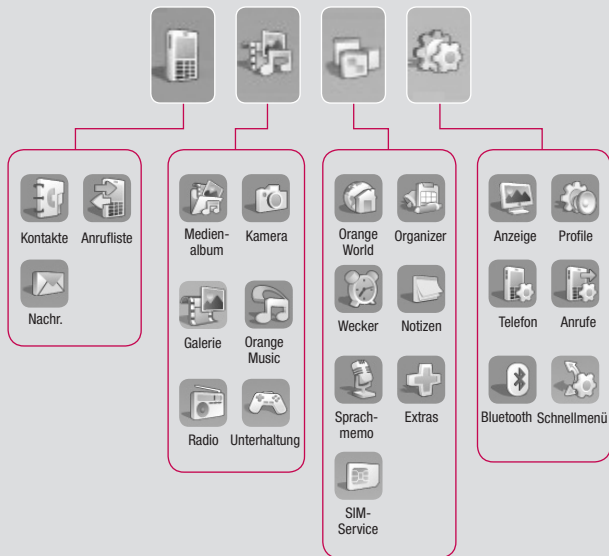 Kontakte
Anrufliste
Nachr.
Medien-
album
Kamera
Galerie
Orange
Music
Radio
Unterhaltung
Orange
World
Organizer
Wecker
Notizen
Sprach-
memo
Extras
SIM-
Service
Anzeige
Profile
Telefon
Anrufe
Bluetooth
Schnellmenü